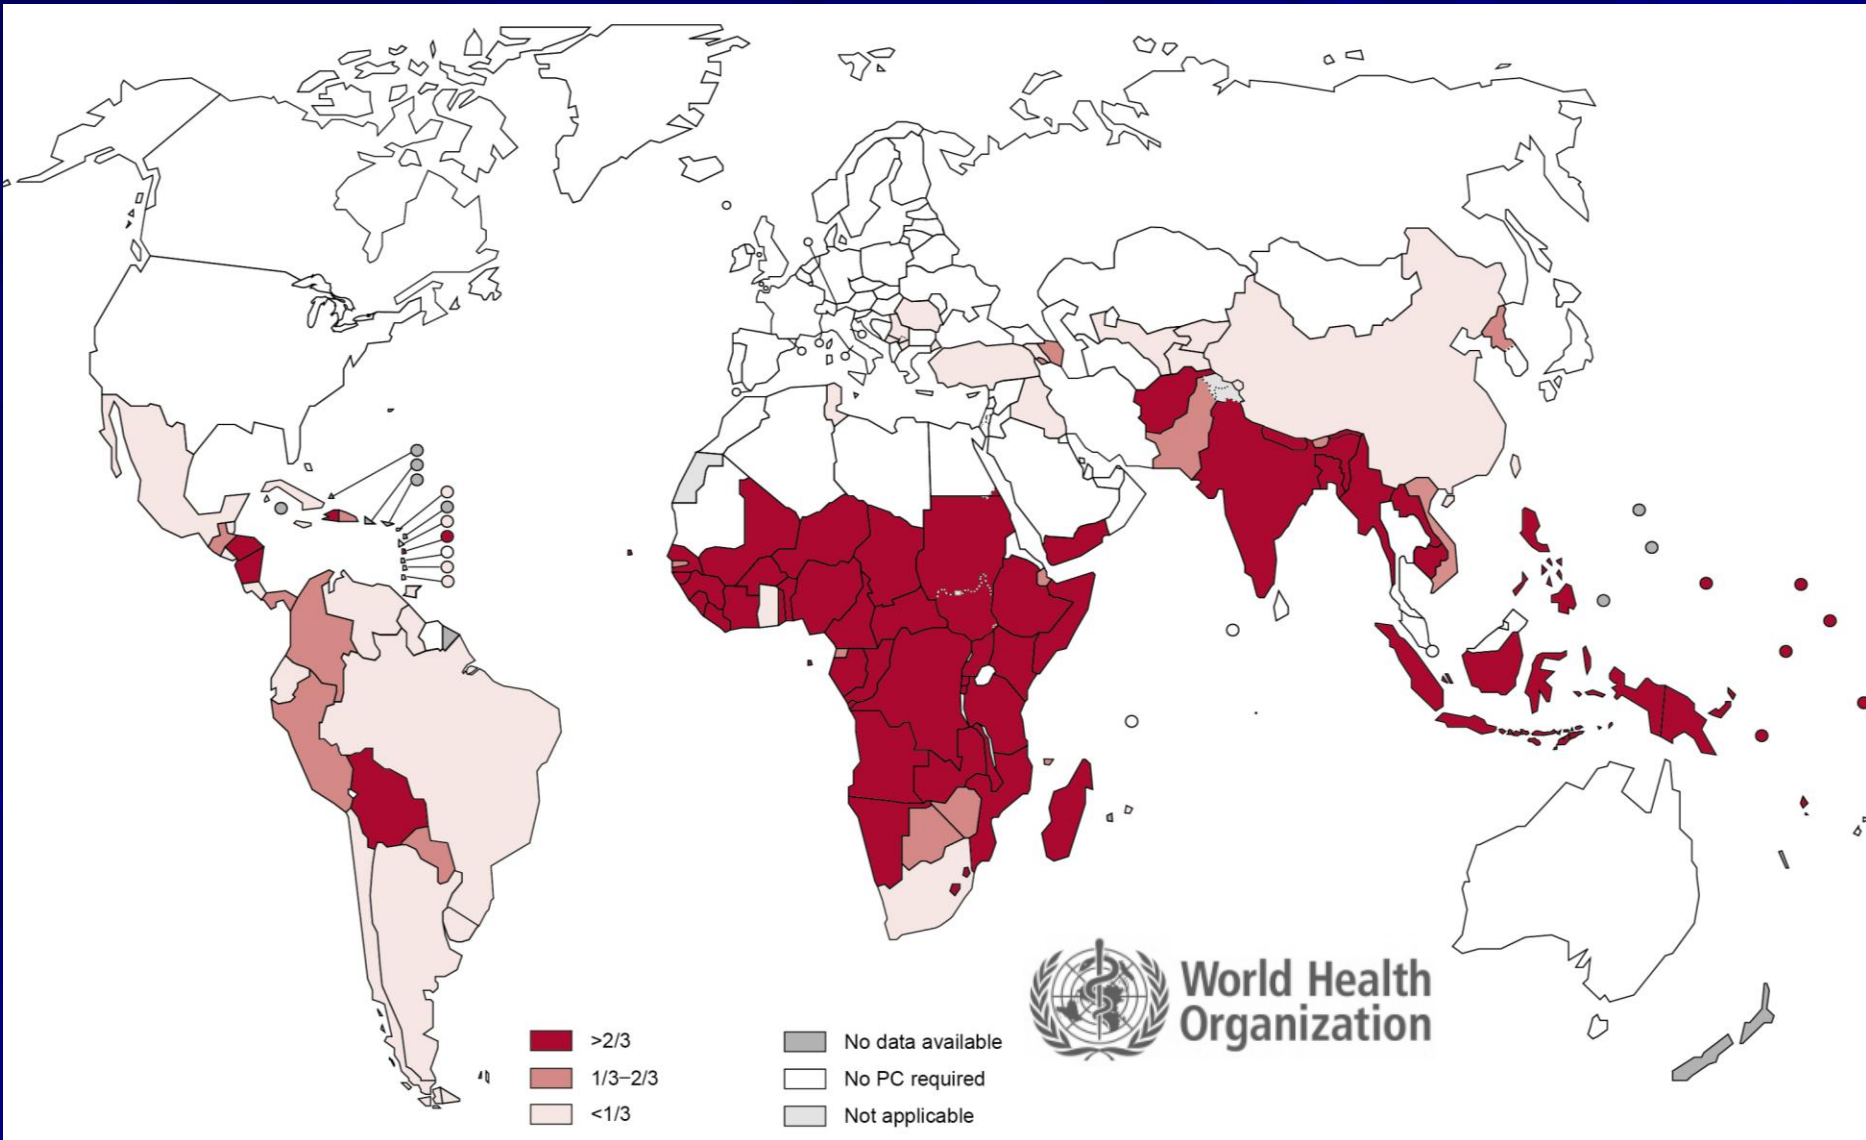 World Health
Organization
>2/3
1/3–2/3
<1/3
No data available
No PC required
Not applicable